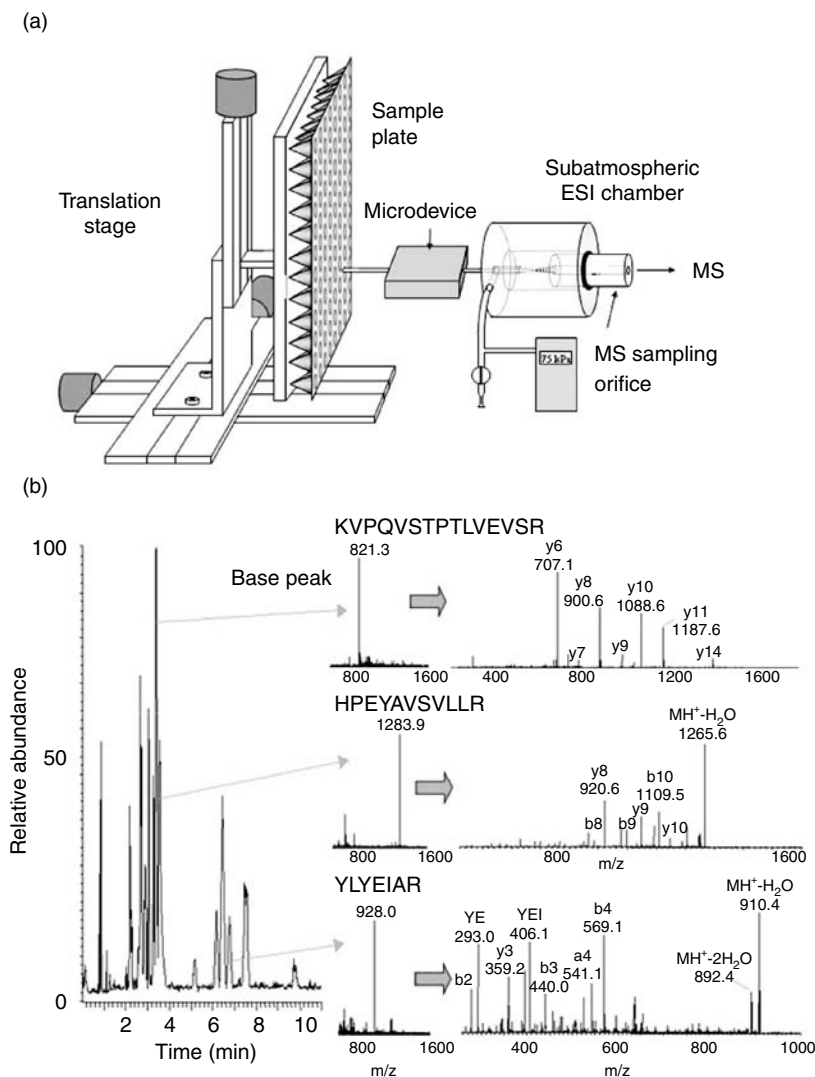 (a)
Sample
plate
Translation
stage
Microdevice
Subatmospheric
ESI chamber
MS
MS sampling
orifice
75 kPa
(b)
Relative abundance
100
50
0
2 4 6 8 10
Time (min)
Base peak
KVPQVSTPTLVEVSR
821.3
800 1600
y6
707.1
y8
900.6
y10
1088.6
y11
1187.6
y7
y9
y14
400 800 1200 1600
HPEYAVSVLLR
1283.9
800 1600
m/z
MH⁺-H₂O
1265.6
y8
920.6
b10
1109.5
y9
b8
b9
y10
800 1600
m/z
YLYEIAR
928.0
800 1600
m/z
MH⁺-H₂O
910.4
YE
293.0
YEI
406.1
b4
569.1
y3
359.2
b3
440.0
a4
541.1
MH⁺-2H₂O
892.4
b2
400 800 1000
m/z